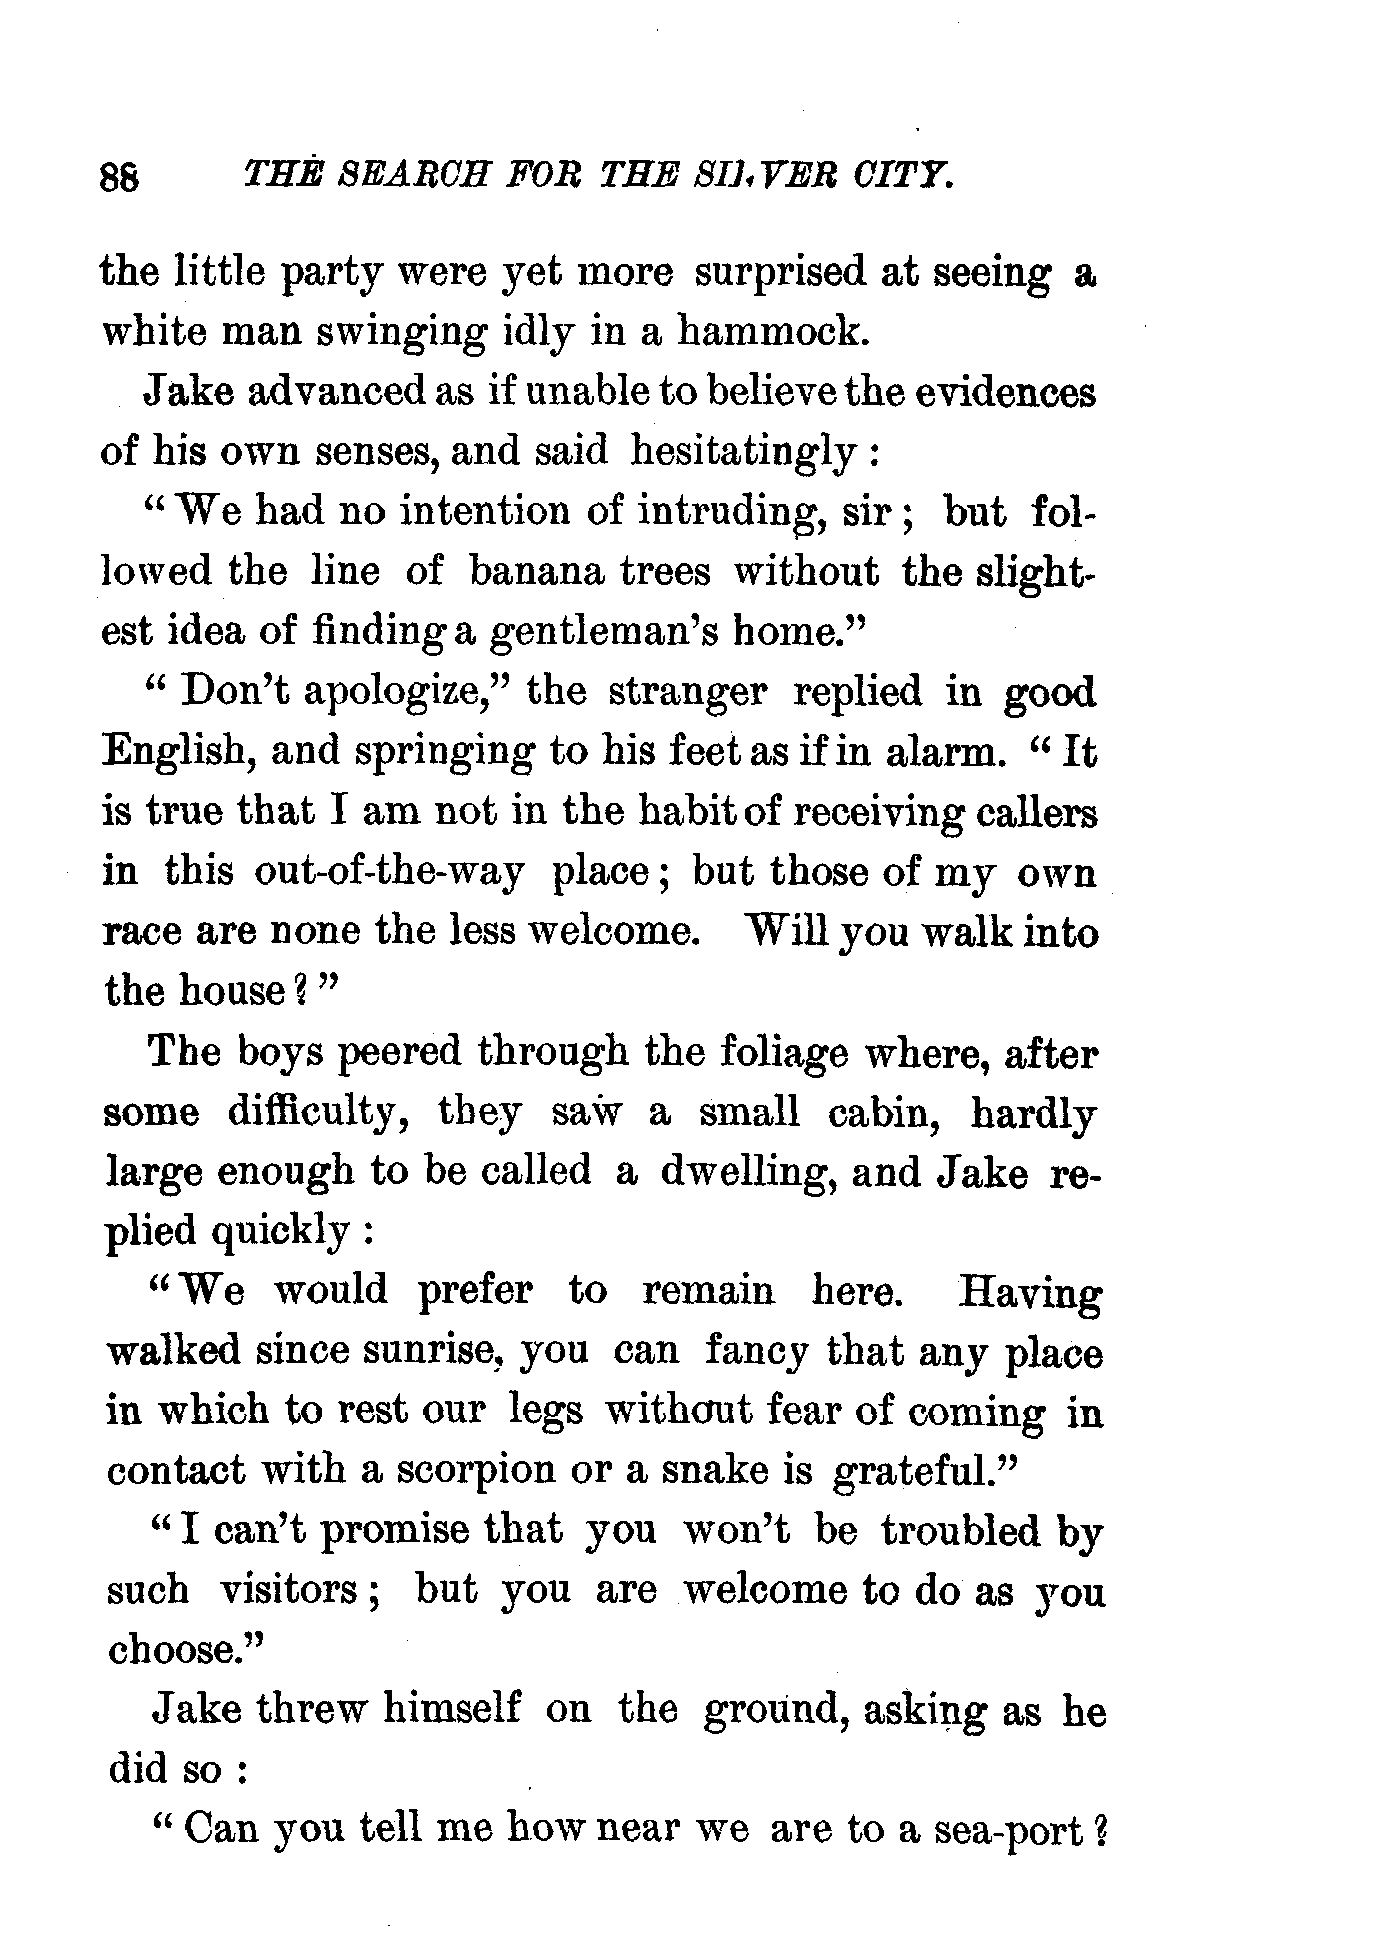 88 THE SEARCH FOR THE SILVER CITY.
the little party were yet more surprised at seeing a
white man swinging idly in a hammock.
Jake advanced as if unable to believe the evidences
of his own senses, and said hesitatingly :
“ We had no intention of intruding, sir ; but fol-
lowed the line of banana trees without the slight-
est idea of finding a gentleman’s home.”
“ Don’t apologize,” the stranger replied in good
English, and springing to his feet as if in alarm. “ It
is true that I am not in the habit of receiving callers
in this out-of-the-way place ; but those of my own
race are none the less welcome. Will you walk into
the house ? ”
The boys peered through the foliage where, after
some difficulty, they saw a small cabin, hardly
large enough to be called a dwelling, and Jake re-
plied quickly :
“ We would prefer to remain here. Having
walked since sunrise, you can fancy that any place
in which to rest our legs without fear of coming in
contact with a scorpion or a snake is grateful.”
“ I can’t promise that you won’t be troubled by
such visitors ; but you are welcome to do as you
choose.”
Jake threw himself on the ground, asking as he
did so :
“ Can you tell me how near we are to a sea-port ?